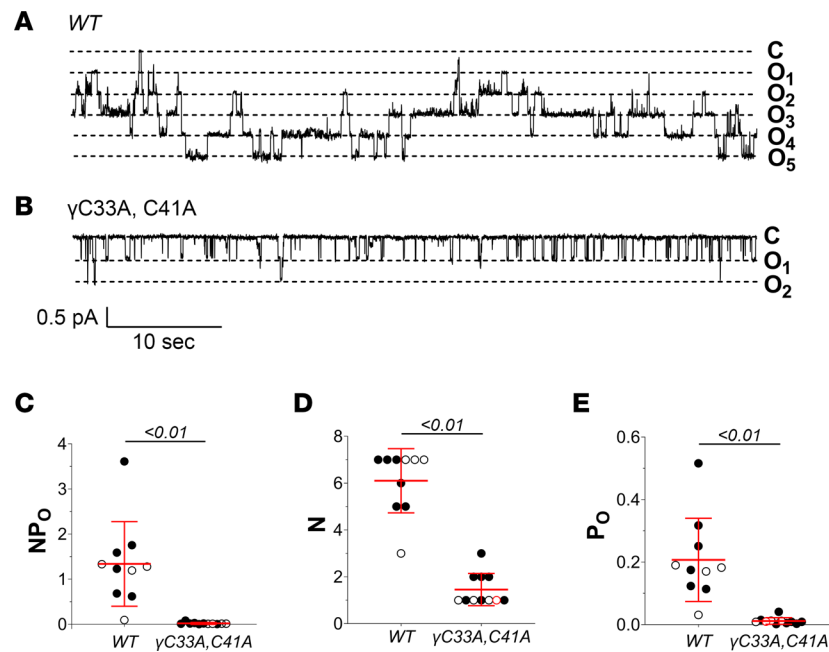 A WT
C
O1
O2
O3
O4
O5
B γC33A, C41A
C
O1
O2
0.5 pA
10 sec
C
<0.01
4
3
2
1
0
NPO
WT γC33A,C41A
D
<0.01
8
6
4
2
0
N
WT γC33A,C41A
E
<0.01
0.6
0.4
0.2
0.0
PO
WT γC33A,C41A